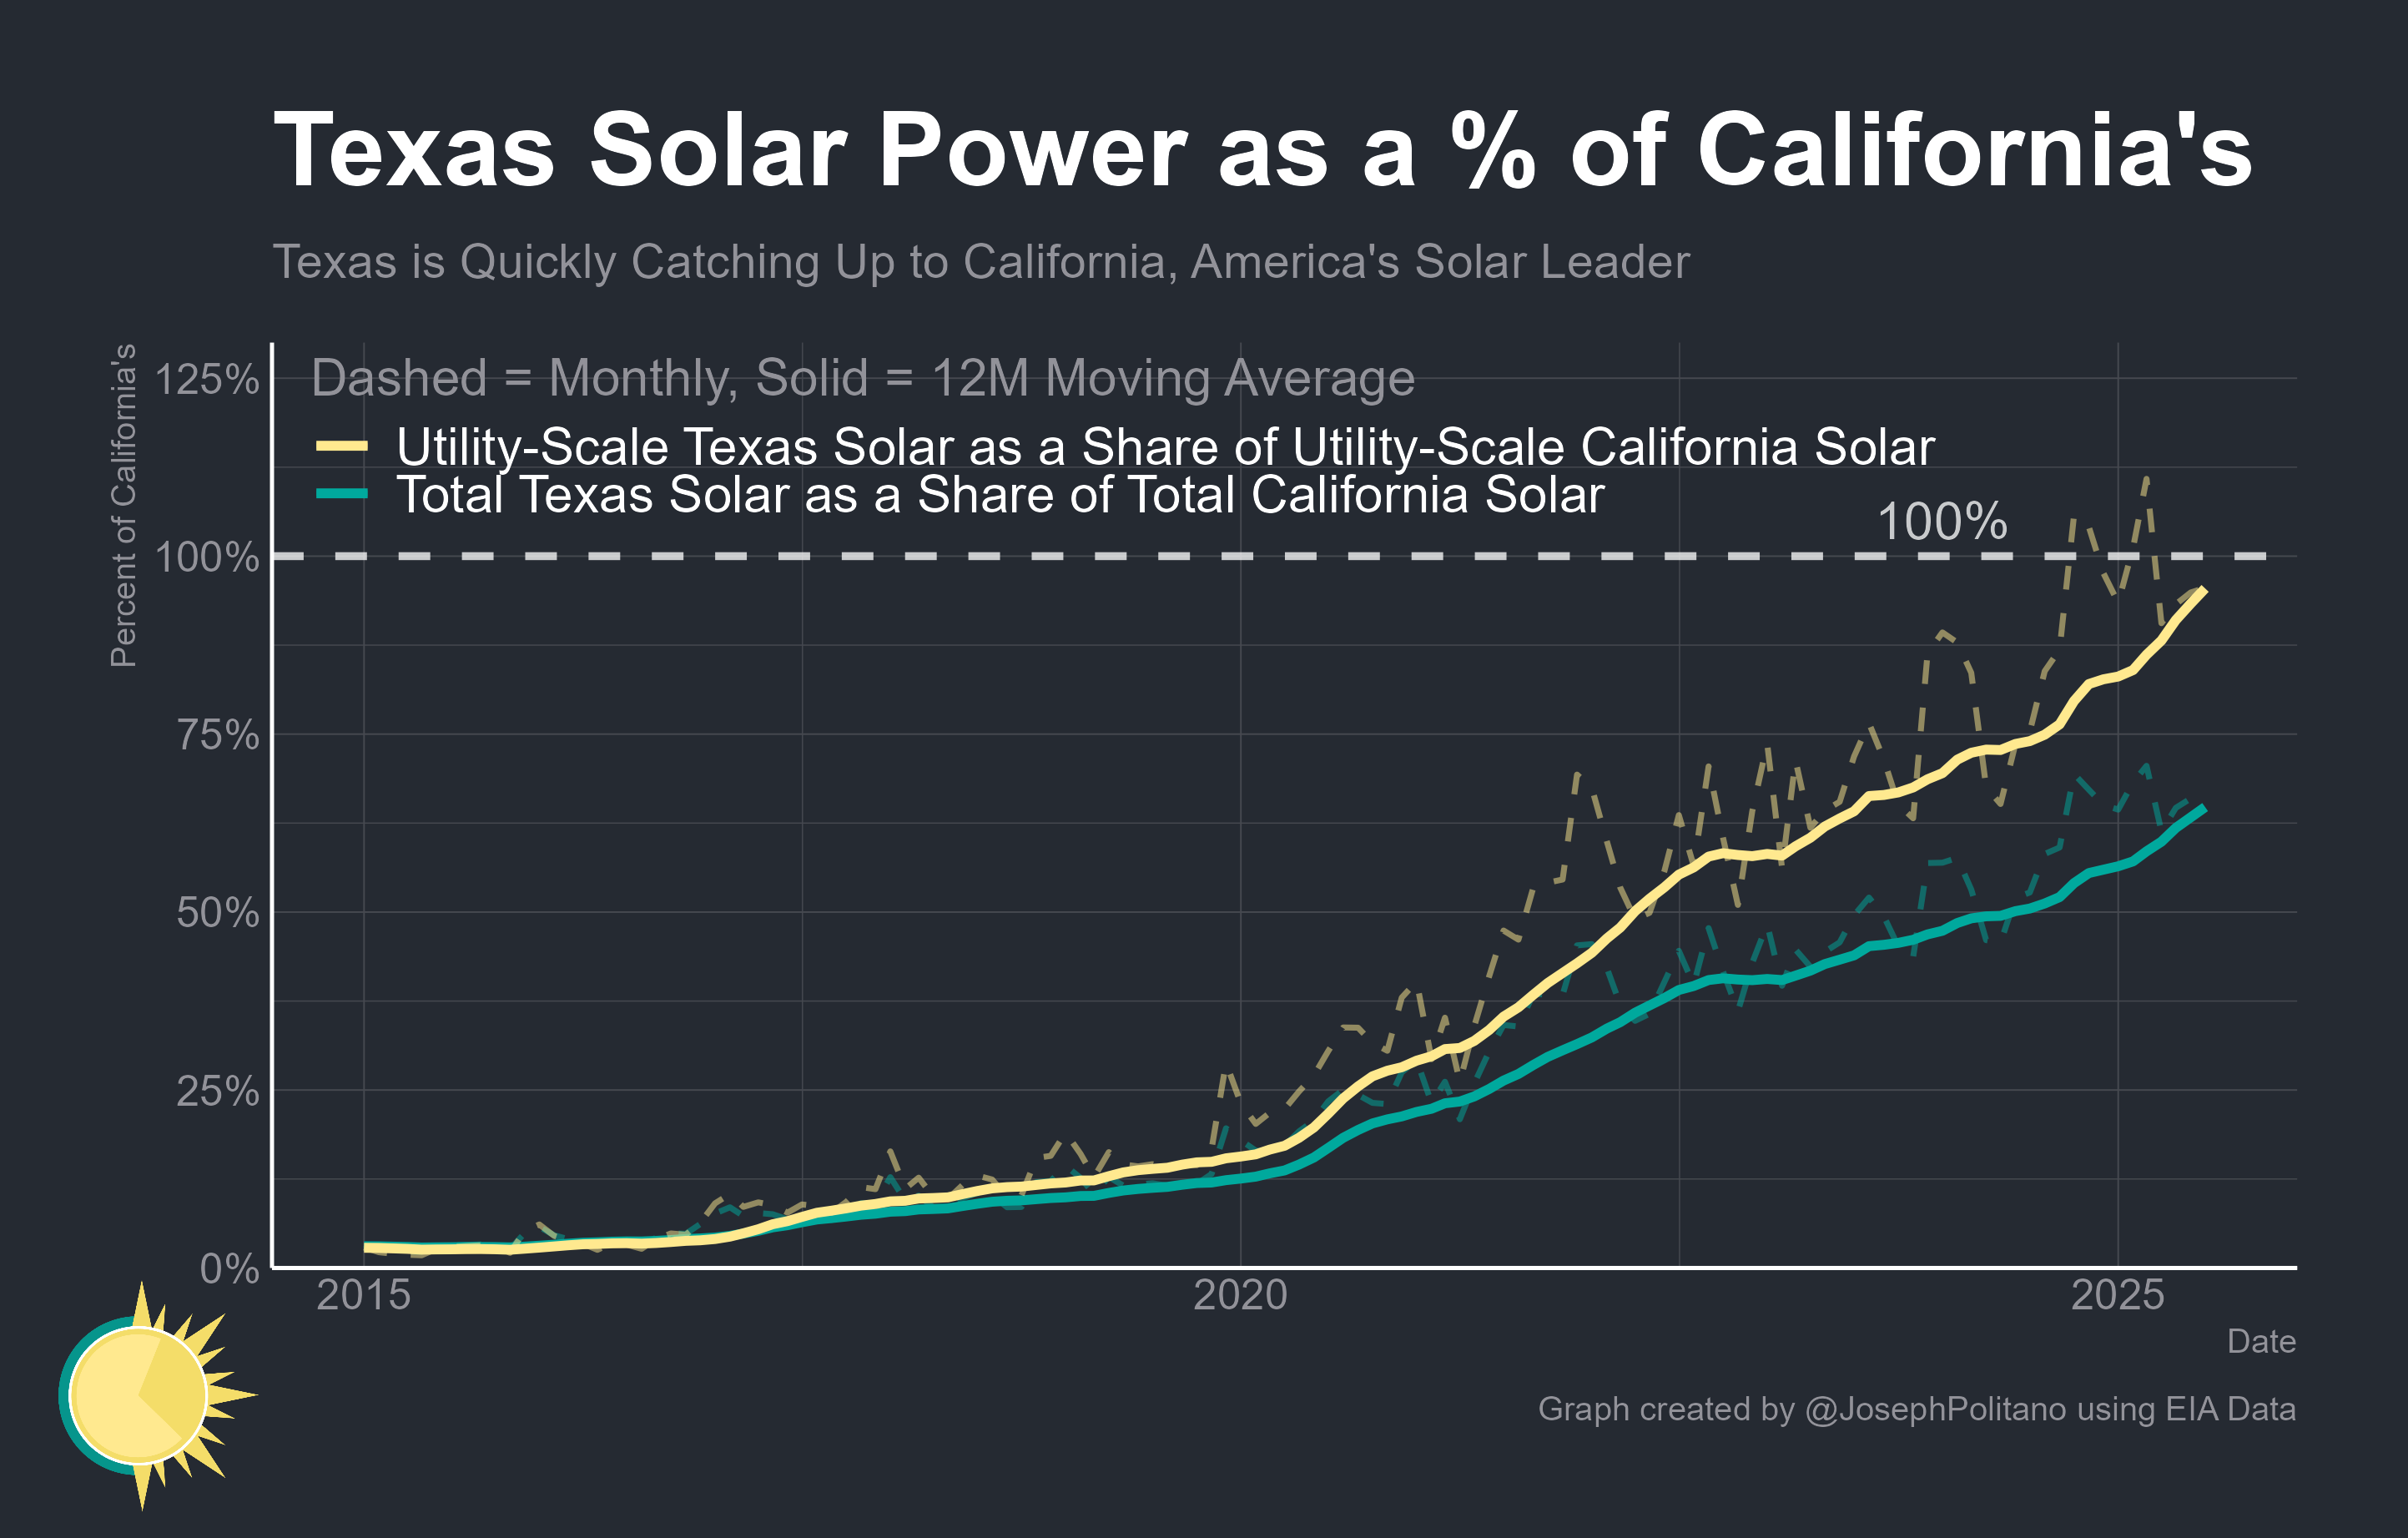 Texas Solar Power as a % of California's
Texas is Quickly Catching Up to California, America's Solar Leader
Percent of California's
125%
100%
75%
50%
25%
0%
Dashed = Monthly, Solid = 12M Moving Average
Utility-Scale Texas Solar as a Share of Utility-Scale California Solar
Total Texas Solar as a Share of Total California Solar
100%
2015
2020
2025
Date
Graph created by @JosephPolitano using EIA Data